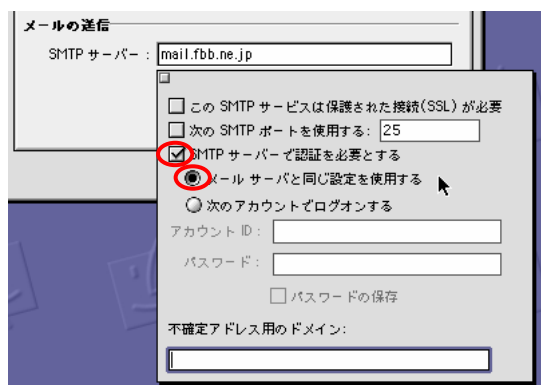 メールの送信
SMTP サーバー : mail.fbb.ne.jp
この SMTP サービスは保護された接続(SSL) が必要
次の SMTP ポートを使用する: 25
SMTP サーバーで認証を必要とする
メール サーバと同じ設定を使用する
次のアカウントでログオンする
アカウント ID :
パスワード :
パスワードの保存
不確定アドレス用のドメイン: